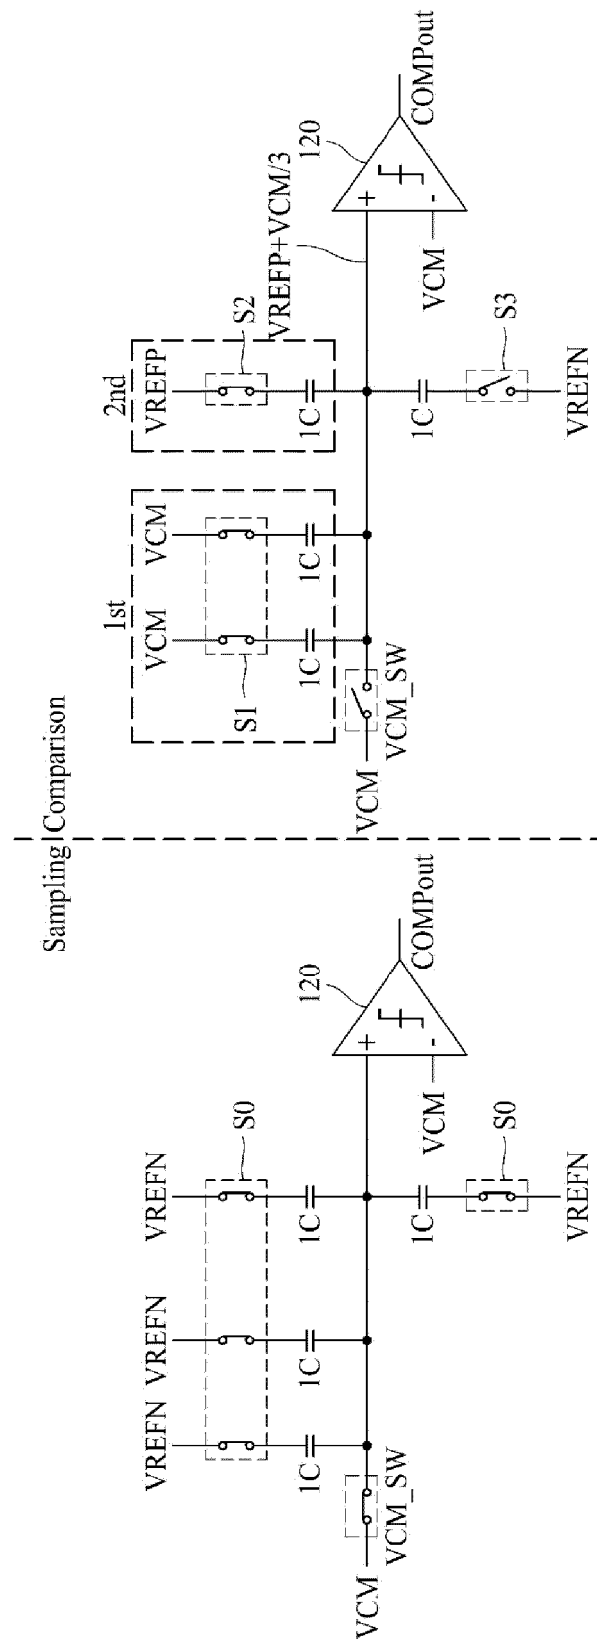 Sampling
VREFN
VREFN
VREFN
S0
1C
1C
1C
120
+
-
COMPout
VCM
VCM_SW
1C
VCM
S0
VREFN
Comparison
1st
2nd
VCM
VCM
VREFP
S2
S1
1C
1C
1C
VREFP+VCM/3
120
+
-
COMPout
VCM
VCM_SW
1C
VCM
S3
VREFN